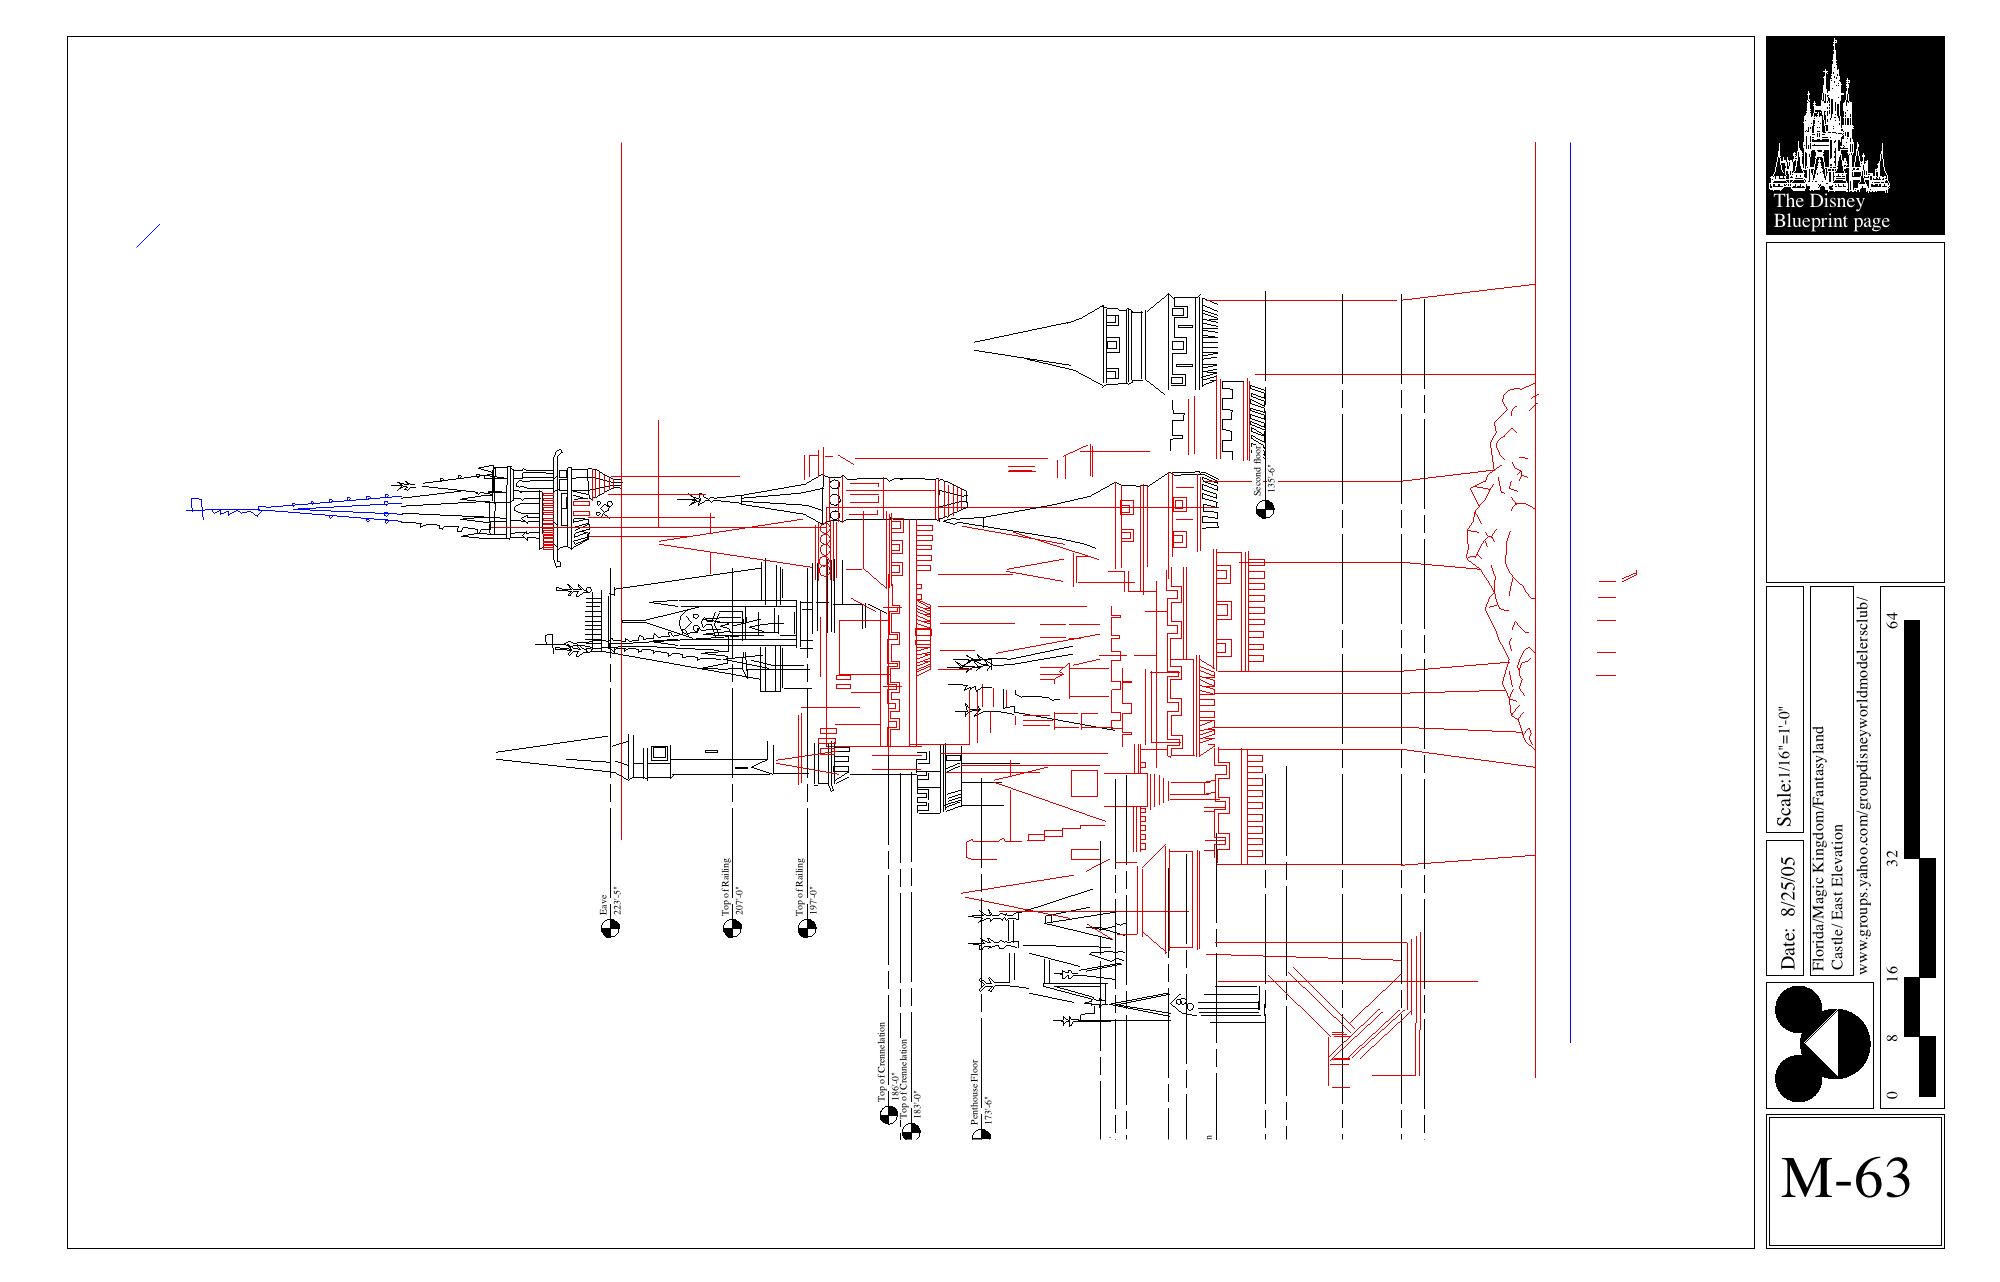 The Disney
Blueprint page
Second floor
135'-6"
Eave
223'-5"
Top of Railing
207'-0"
Top of Railing
197'-0"
Top of Crennelation
186'-0"
Top of Crennelation
183'-0"
Penthouse Floor
173'-6"
n
Scale:1/16"=1'-0"
Date: 8/25/05
Florida/Magic Kingdom/Fantasyland
Castle/ East Elevation
www.groups.yahoo.com/groupdisneyworldmodelersclub/
0 8 16 32 64
M-63